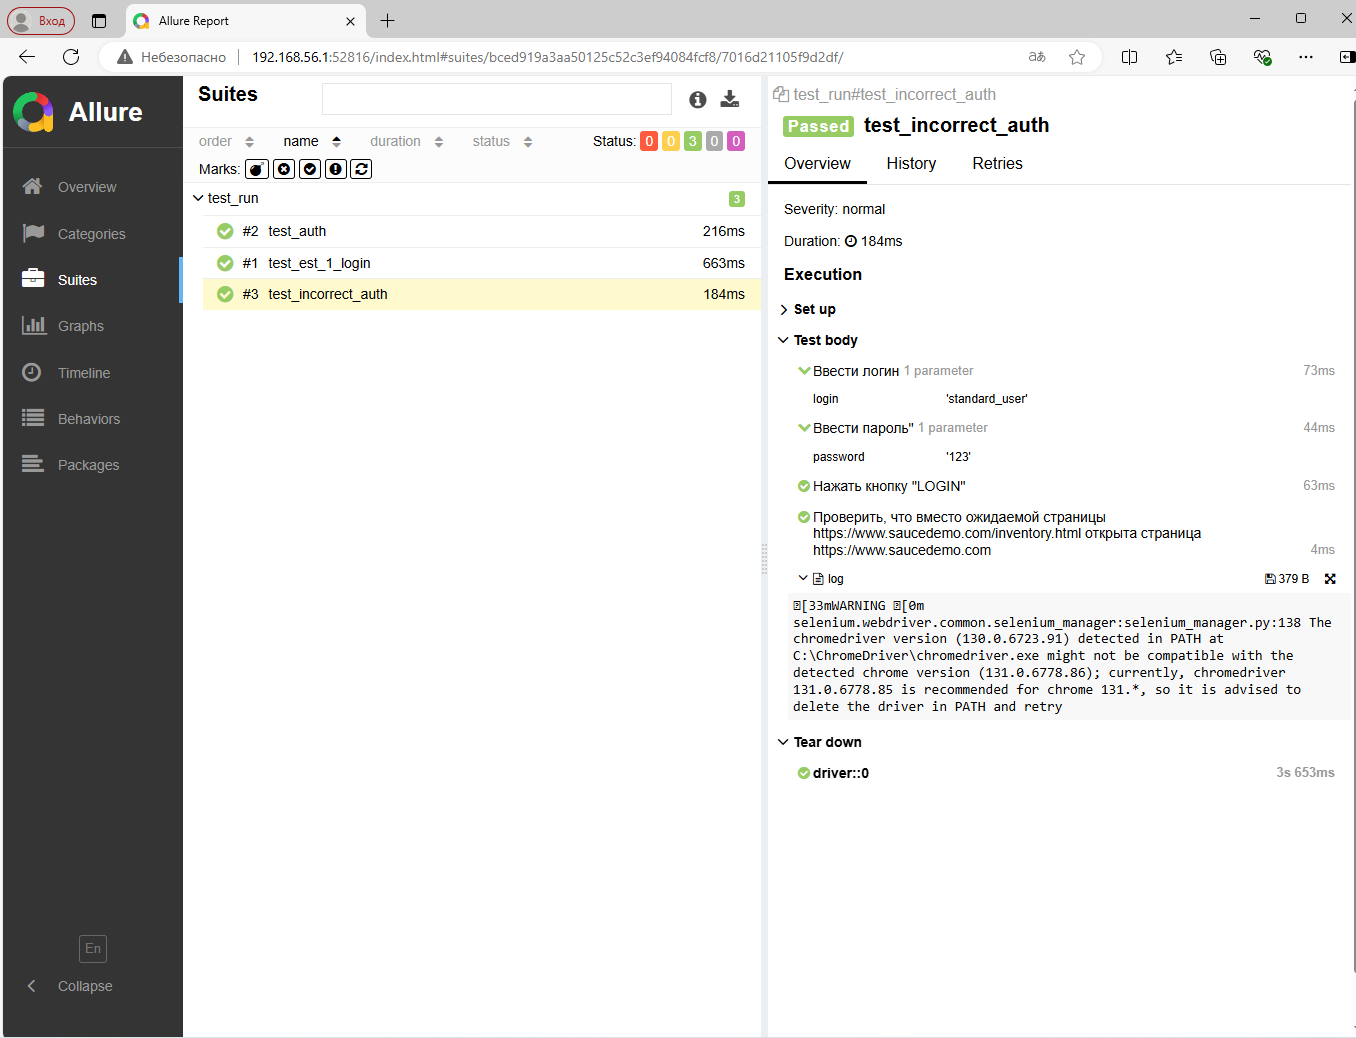 Вход
Allure Report
Небезопасно
192.168.56.1:52816/index.html#suites/bced919a3aa50125c52c3ef94084fcf8/7016d21105f9d2df/
aあ
Allure
Overview
Categories
Suites
Graphs
Timeline
Behaviors
Packages
En
Collapse
Suites
order name duration status Status: 0 0 3 0 0
Marks:
test_run 3
#2 test_auth 216ms
#1 test_est_1_login 663ms
#3 test_incorrect_auth 184ms
test_run#test_incorrect_auth
Passed test_incorrect_auth
Overview History Retries
Severity: normal
Duration: 184ms
Execution
Set up
Test body
Ввести логин 1 parameter 73ms
login 'standard_user'
Ввести пароль" 1 parameter 44ms
password '123'
Нажать кнопку "LOGIN" 63ms
Проверить, что вместо ожидаемой страницы
https://www.saucedemo.com/inventory.html открыта страница
https://www.saucedemo.com 4ms
log 379 B
[33mWARNING [0m
selenium.webdriver.common.selenium_manager:selenium_manager.py:138 The
chromedriver version (130.0.6723.91) detected in PATH at
C:\ChromeDriver\chromedriver.exe might not be compatible with the
detected chrome version (131.0.6778.86); currently, chromedriver
131.0.6778.85 is recommended for chrome 131.*, so it is advised to
delete the driver in PATH and retry
Tear down
driver::0 3s 653ms